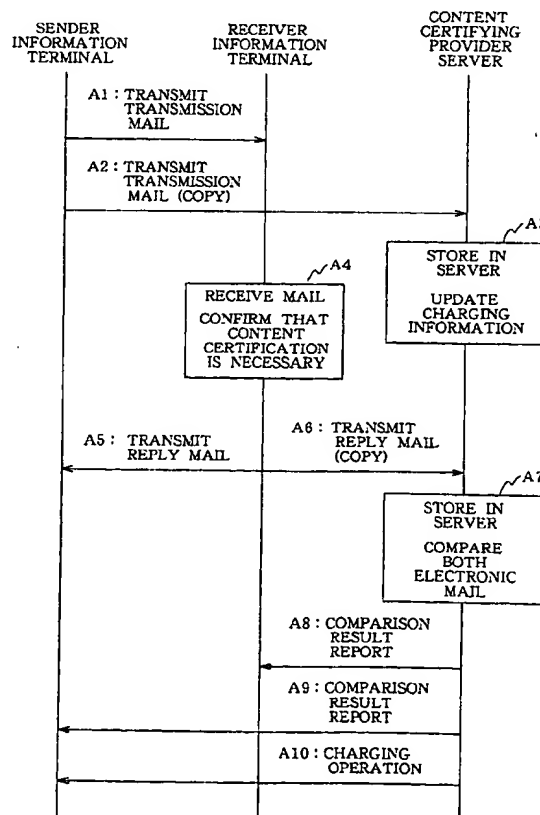 SENDER
INFORMATION
TERMINAL
RECEIVER
INFORMATION
TERMINAL
CONTENT
CERTIFYING
PROVIDER
SERVER
A1 : TRANSMIT
TRANSMISSION
MAIL
A2 : TRANSMIT
TRANSMISSION
MAIL (COPY)
STORE IN
SERVER
UPDATE
CHARGING
INFORMATION
A4
RECEIVE MAIL
CONFIRM THAT
CONTENT
CERTIFICATION
IS NECESSARY
A5 : TRANSMIT
REPLY MAIL
A6 : TRANSMIT
REPLY MAIL
(COPY)
A7
STORE IN
SERVER
COMPARE
BOTH
ELECTRONIC
MAIL
A8 : COMPARISON
RESULT
REPORT
A9 : COMPARISON
RESULT
REPORT
A10 : CHARGING
OPERATION